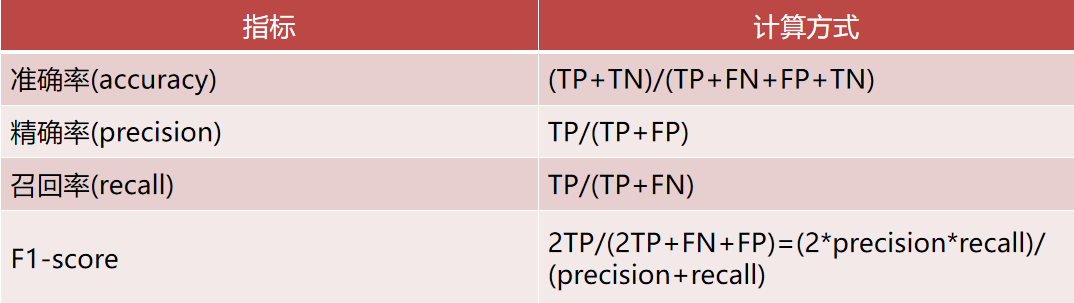 指标
计算方式
准确率(accuracy)
(TP+TN)/(TP+FN+FP+TN)
精确率(precision)
TP/(TP+FP)
召回率(recall)
TP/(TP+FN)
F1-score
2TP/(2TP+FN+FP)=(2*precision*recall)/
(precision+recall)